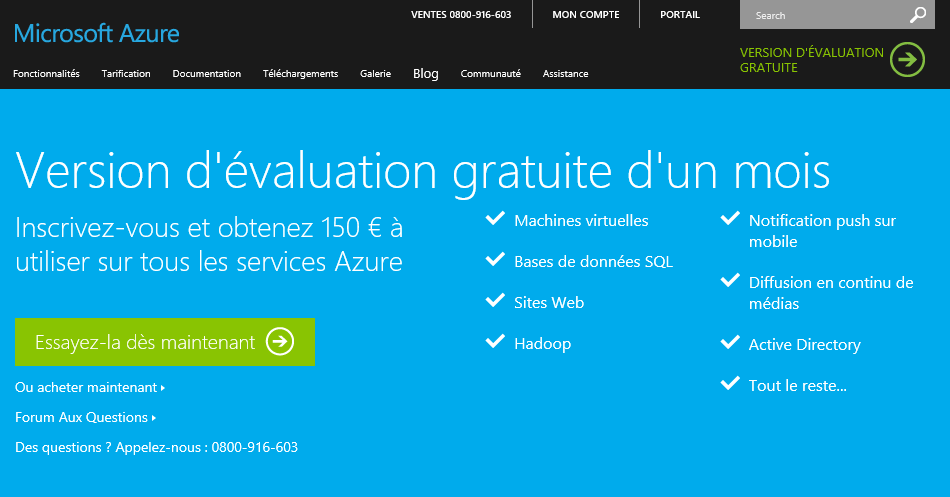 VENTES 0800-916-603
MON COMPTE
PORTAIL
Search
Microsoft Azure
VERSION D'ÉVALUATION
GRATUITE
Fonctionnalités
Tarification
Documentation
Téléchargements
Galerie
Blog
Communauté
Assistance
Version d'évaluation gratuite d'un mois
Inscrivez-vous et obtenez 150 € à
utiliser sur tous les services Azure
Essayez-la dès maintenant
Ou acheter maintenant
Forum Aux Questions
Des questions ? Appelez-nous : 0800-916-603
Machines virtuelles
Bases de données SQL
Sites Web
Hadoop
Notification push sur
mobile
Diffusion en continu de
médias
Active Directory
Tout le reste...